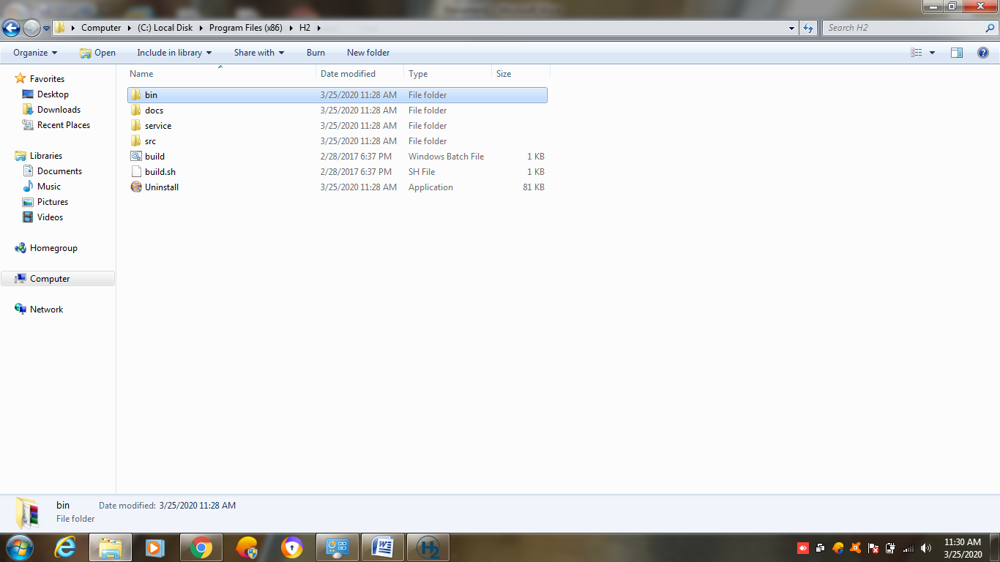 Computer (C:) Local Disk Program Files (x86) H2 Search H2
Organize Open Include in library Share with Burn New folder
Name Date modified Type Size
Favorites
Desktop
Downloads
Recent Places
Libraries
Documents
Music
Pictures
Videos
Homegroup
Computer
Network
bin 3/25/2020 11:28 AM File folder
docs 3/25/2020 11:28 AM File folder
service 3/25/2020 11:28 AM File folder
src 3/25/2020 11:28 AM File folder
build 2/28/2017 6:37 PM Windows Batch File 1 KB
build.sh 2/28/2017 6:37 PM SH File 1 KB
Uninstall 3/25/2020 11:28 AM Application 81 KB
bin Date modified: 3/25/2020 11:28 AM
File folder
H2
11:30 AM
3/25/2020